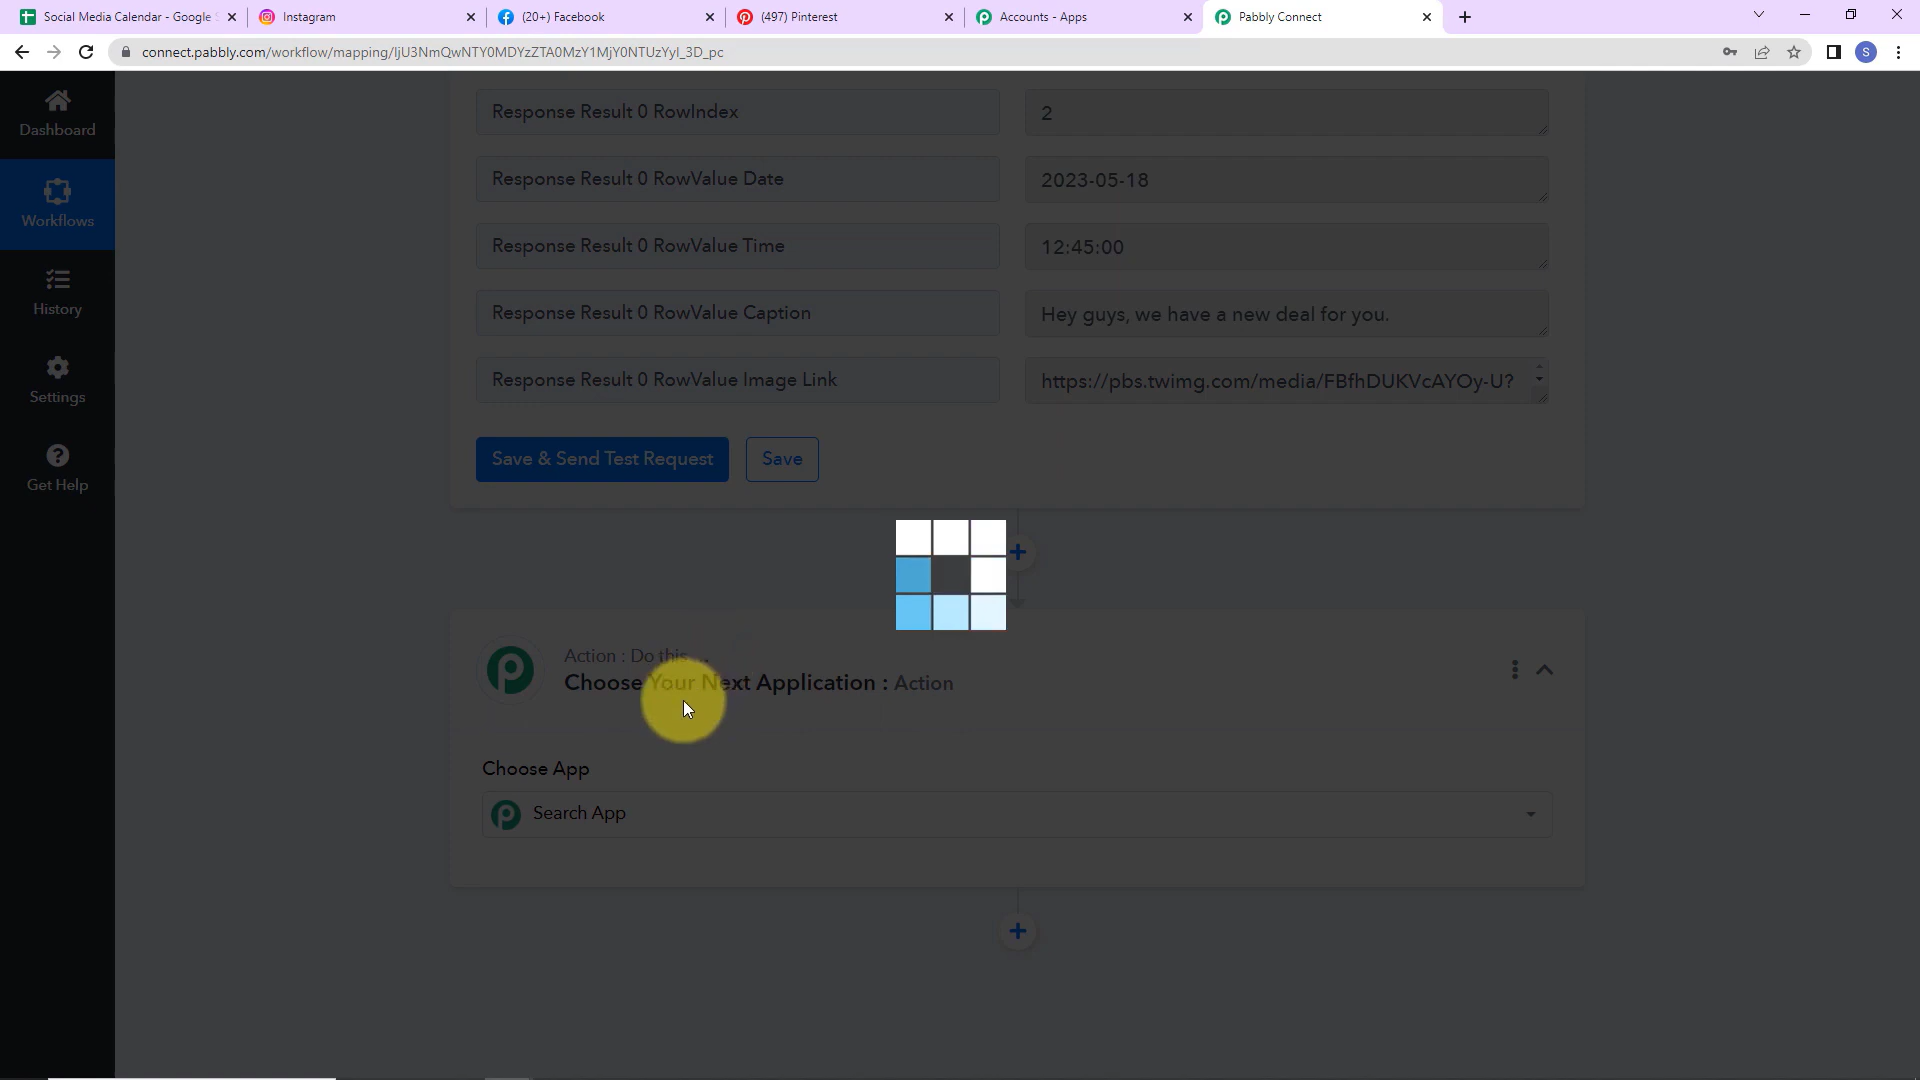 Social Media Calendar - Google S
Instagram
(20+) Facebook
(497) Pinterest
Accounts - Apps
Pabbly Connect
connect.pabbly.com/workflow/mapping/IjU3NmQwNTY0MDYzZTA0MzY1MjY0NTUzYyI_3D_pc
S
Dashboard
Workflows
History
Settings
Get Help
Response Result 0 RowIndex
2
Response Result 0 RowValue Date
2023-05-18
Response Result 0 RowValue Time
12:45:00
Response Result 0 RowValue Caption
Hey guys, we have a new deal for you.
Response Result 0 RowValue Image Link
https://pbs.twimg.com/media/FBfhDUKVcAYOy-U?
Save & Send Test Request
Save
Action : Do this ...
Choose Your Next Application : Action
Choose App
Search App